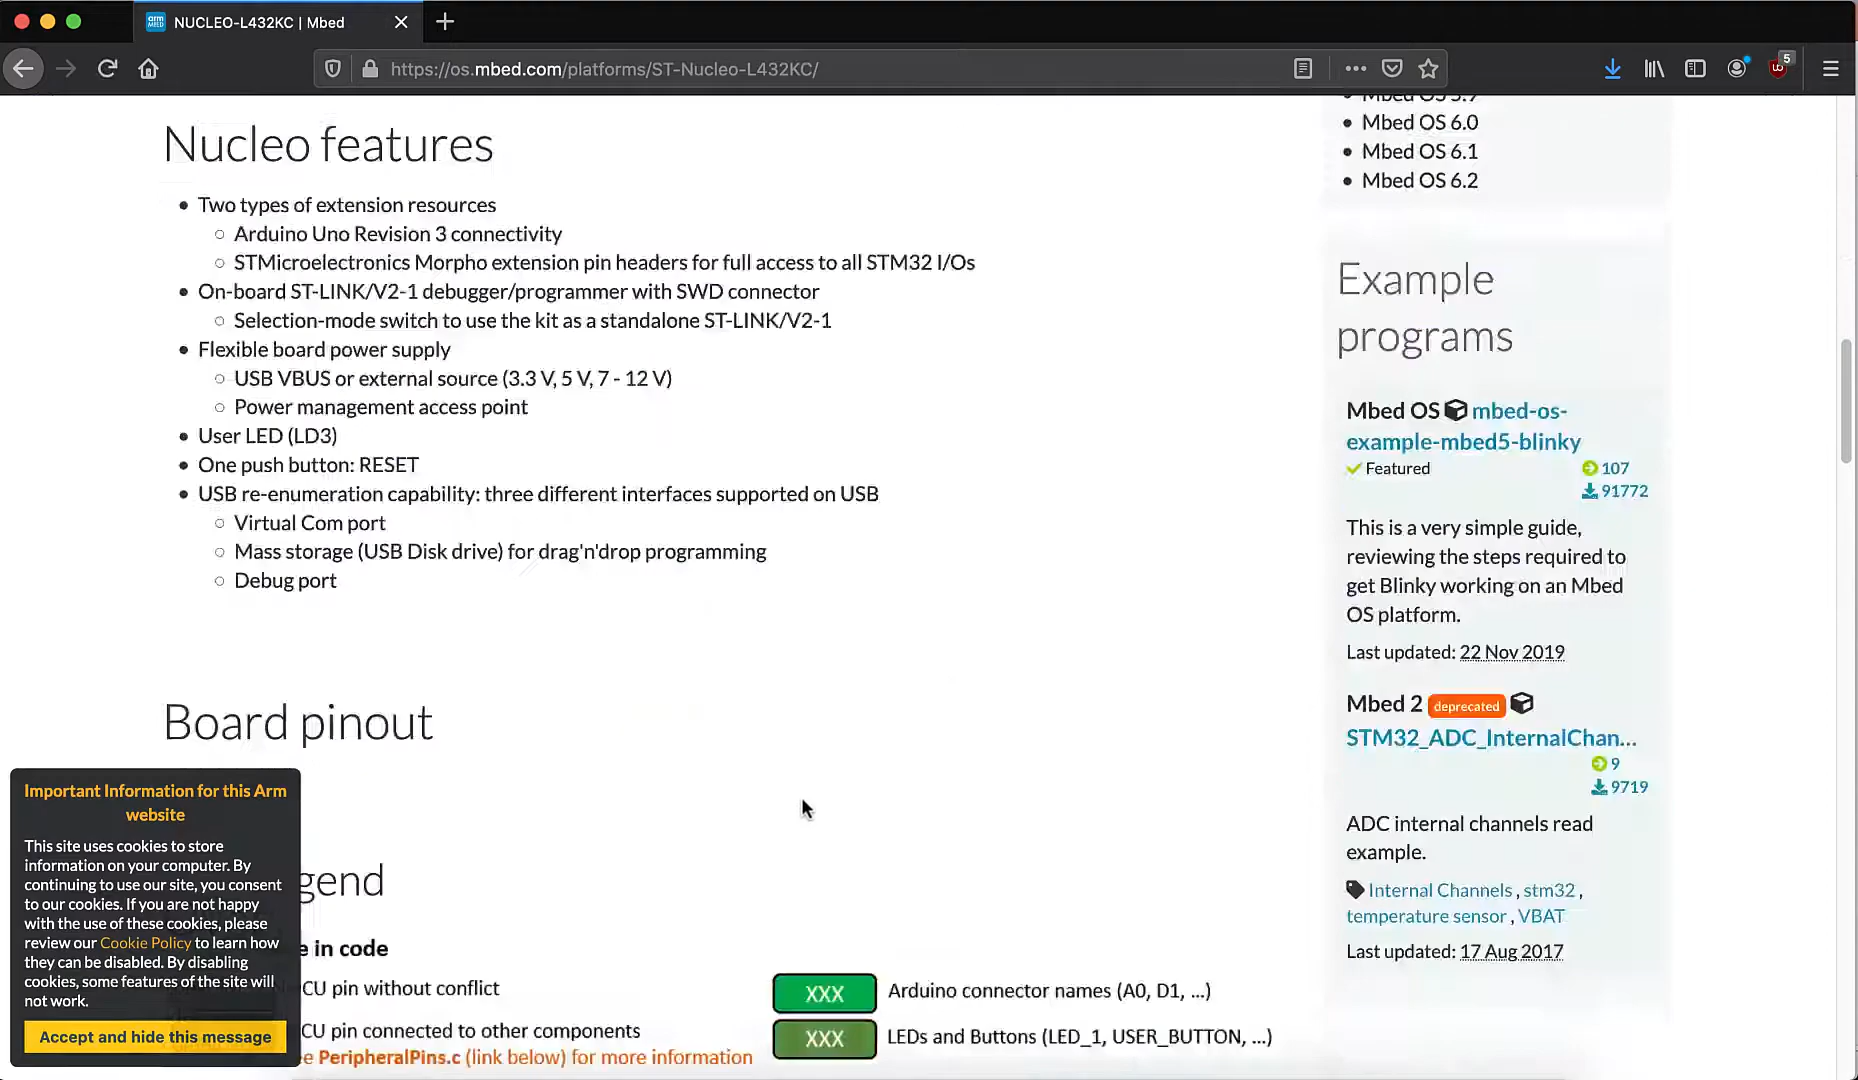 NUCLEO-L432KC | Mbed
https://os.mbed.com/platforms/ST-Nucleo-L432KC/
5
Nucleo features
Two types of extension resources
Arduino Uno Revision 3 connectivity
STMicroelectronics Morpho extension pin headers for full access to all STM32 I/Os
On-board ST-LINK/V2-1 debugger/programmer with SWD connector
Selection-mode switch to use the kit as a standalone ST-LINK/V2-1
Flexible board power supply
USB VBUS or external source (3.3 V, 5 V, 7 - 12 V)
Power management access point
User LED (LD3)
One push button: RESET
USB re-enumeration capability: three different interfaces supported on USB
Virtual Com port
Mass storage (USB Disk drive) for drag'n'drop programming
Debug port
Board pinout
gend
e in code
CU pin without conflict
CU pin connected to other components
e PeripheralPins.c (link below) for more information
XXX Arduino connector names (A0, D1, ...)
XXX LEDs and Buttons (LED_1, USER_BUTTON, ...)
Important Information for this Arm
website
This site uses cookies to store
information on your computer. By
continuing to use our site, you consent
to our cookies. If you are not happy
with the use of these cookies, please
review our Cookie Policy to learn how
they can be disabled. By disabling
cookies, some features of the site will
not work.
Accept and hide this message
Mbed OS 5.9
Mbed OS 6.0
Mbed OS 6.1
Mbed OS 6.2
Example
programs
Mbed OS mbed-os-
example-mbed5-blinky
Featured 107
91772
This is a very simple guide,
reviewing the steps required to
get Blinky working on an Mbed
OS platform.
Last updated: 22 Nov 2019
Mbed 2 deprecated
STM32_ADC_InternalChan...
9
9719
ADC internal channels read
example.
Internal Channels , stm32 ,
temperature sensor , VBAT
Last updated: 17 Aug 2017